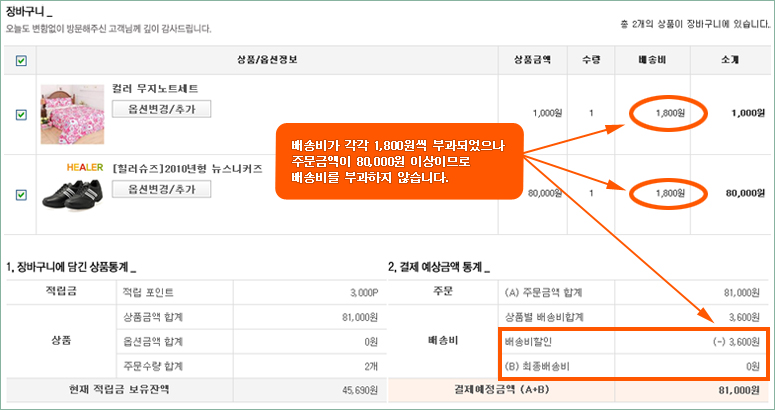 장바구니 _
오늘도 변함없이 방문해주신 고객님께 깊이 감사드립니다.
총 2개의 상품이 장바구니에 있습니다.
상품/옵션정보 상품금액 수량 배송비 소계
컬러 무지노트세트
옵션변경/추가
1,000원 1 1,800원 1,000원
배송비가 각각 1,800원씩 부과되었으나
주문금액이 80,000원 이상이므로
배송비를 부과하지 않습니다.
HEALER
[힐러슈즈]2010년형 뉴스니커즈
옵션변경/추가
80,000원 1 1,800원 80,000원
1, 장바구니에 담긴 상품통계 _
적립금 적립 포인트 3,000P
상품 상품금액 합계 81,000원
옵션금액 합계 0원
주문수량 합계 2개
현재 적립금 보유잔액 45,690원
2, 결제 예상금액 통계 _
주문 (A) 주문금액 합계 81,000원
배송비 상품별 배송비합계 3,600원
배송비할인 (-) 3,600원
(B) 최종배송비 0원
결제예정금액 (A+B) 81,000원